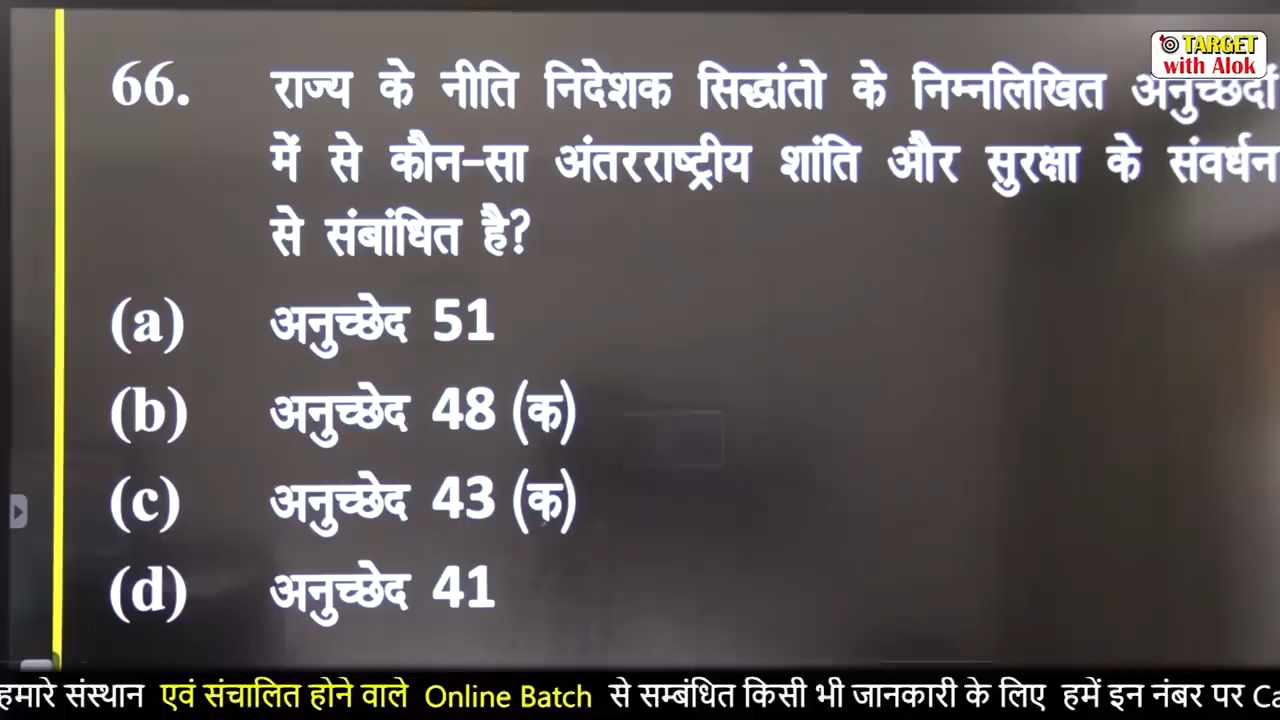 TARGET
with Alok
66. राज्य के नीति निदेशक सिद्धांतो के निम्नलिखित अनुच्छेदों
में से कौन-सा अंतरराष्ट्रीय शांति और सुरक्षा के संवर्धन
से संबांधित है?
(a) अनुच्छेद 51
(b) अनुच्छेद 48 (क)
(c) अनुच्छेद 43 (क)
(d) अनुच्छेद 41
हमारे संस्थान एवं संचालित होने वाले Online Batch से सम्बंधित किसी भी जानकारी के लिए हमें इन नंबर पर Ca